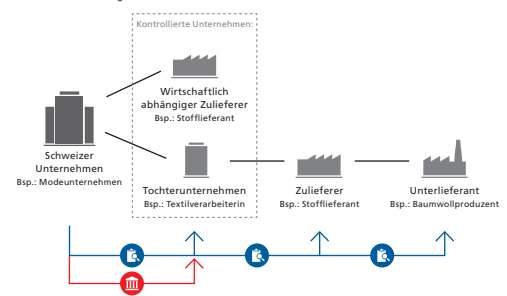 Kontrollierte Unternehmen:
Wirtschaftlich
abhängiger Zulieferer
Bsp.: Stofflieferant
Schweizer
Unternehmen
Bsp.: Modeunternehmen
Tochterunternehmen
Bsp.: Textilverarbeiterin
Zulieferer
Bsp.: Stofflieferant
Unterlieferant
Bsp.: Baumwollproduzent